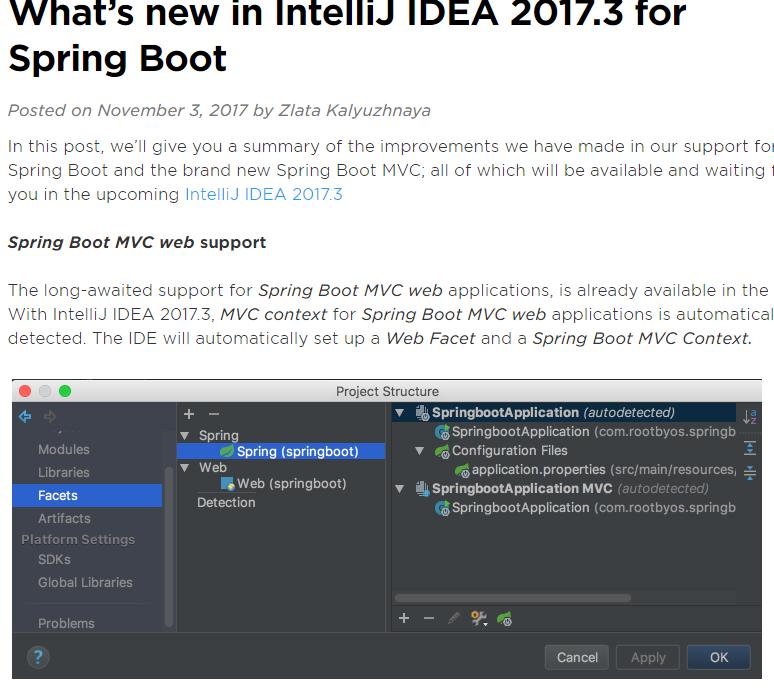 What's new in IntelliJ IDEA 2017.3 for
Spring Boot
Posted on November 3, 2017 by Zlata Kalyuzhnaya
In this post, we'll give you a summary of the improvements we have made in our support for
Spring Boot and the brand new Spring Boot MVC; all of which will be available and waiting f
you in the upcoming IntelliJ IDEA 2017.3
Spring Boot MVC web support
The long-awaited support for Spring Boot MVC web applications, is already available in the
With IntelliJ IDEA 2017.3, MVC context for Spring Boot MVC web applications is automatical
detected. The IDE will automatically set up a Web Facet and a Spring Boot MVC Context.
Project Structure
Modules
Libraries
Facets
Artifacts
Platform Settings
SDKs
Global Libraries
Problems
Spring
Spring (springboot)
Web
Web (springboot)
Detection
SpringbootApplication (autodetected)
SpringbootApplication (com.rootbyos.springb
Configuration Files
application.properties (src/main/resources,
SpringbootApplication MVC (autodetected)
SpringbootApplication (com.rootbyos.springb
? Cancel Apply OK